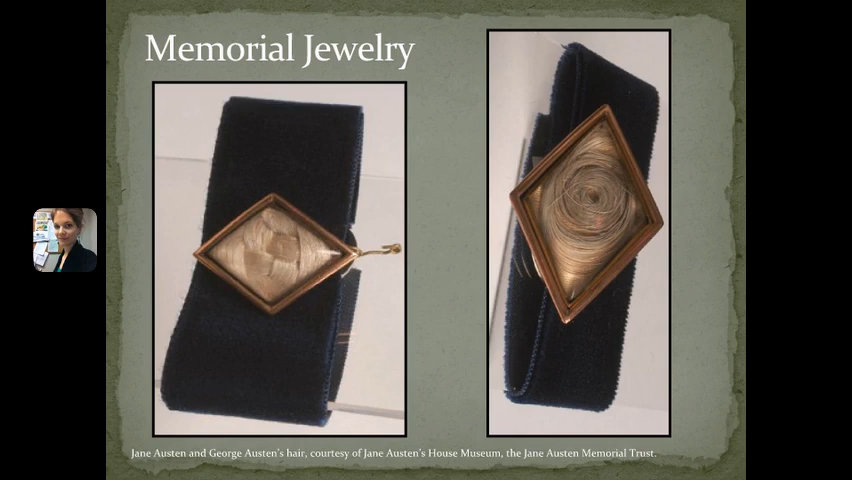 Memorial Jewelry
Jane Austen and George Austen's hair, courtesy of Jane Austen's House Museum, the Jane Austen Memorial Trust.